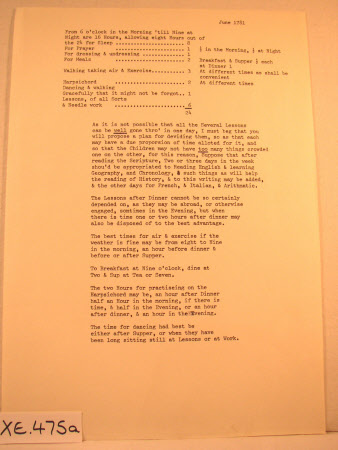 June 1781
From 6 o'clock in the Morning 'till Nine at
Night are 16 Hours, allowing eight Hours out of
the 24 for Sleep ................ 8
For Prayer ................ 1 ½ in the Morning, ½ at Night
For dressing & undressing ........ 1
For Meals ................ 2 Breakfast & Supper ½ each
at Dinner 1
Walking taking air & Exercise.... 3 At different times as shall be
convenient
Harpsichord ................ 2 At different times
Dancing & walking
Gracefully that it might not be forgot.. 1
Lessons, of all Sorts
& Needle work ................ 6
24
As it is not possible that all the Several Lessons
can be well gone thro' in one day, I must beg that you
will propose a plan for deviding them, so as that each
may have a due proporsion of time alloted for it, and
so that the Children may not have too many things croded
one on the other, for this reason, Suppose that after
reading the Scripture, Two or three days in the week
shou'd be appropriated to Reading English & learning
Geography, and Chronology, & such things as will help
the reading of History, & to this writing may be added,
& the other days for French, & Italian, & Arithmatic.
The Lessons after Dinner cannot be so certainly
depended on, as they may be abroad, or otherwise
engaged, sometimes in the Evening, but when
there is time one or two hours after dinner may
also be disposed of to the best advantage.
The best times for air & exercise if the
weather is fine may be from eight to Nine
in the morning, an hour before dinner &
before or after Supper.
To Breakfast at Nine o'clock, dine at
Two & Sup at Tea or Seven.
The two Hours for practiseing on the
Harpsichord may be, an hour after Dinner
half an Hour in the morning, if there is
time, & half in the Evening, or an hour
after dinner, & an hour in the Evening.
The time for dancing had best be
either after Supper, or when they have
been long sitting still at Lessons or at Work.
XE.475a